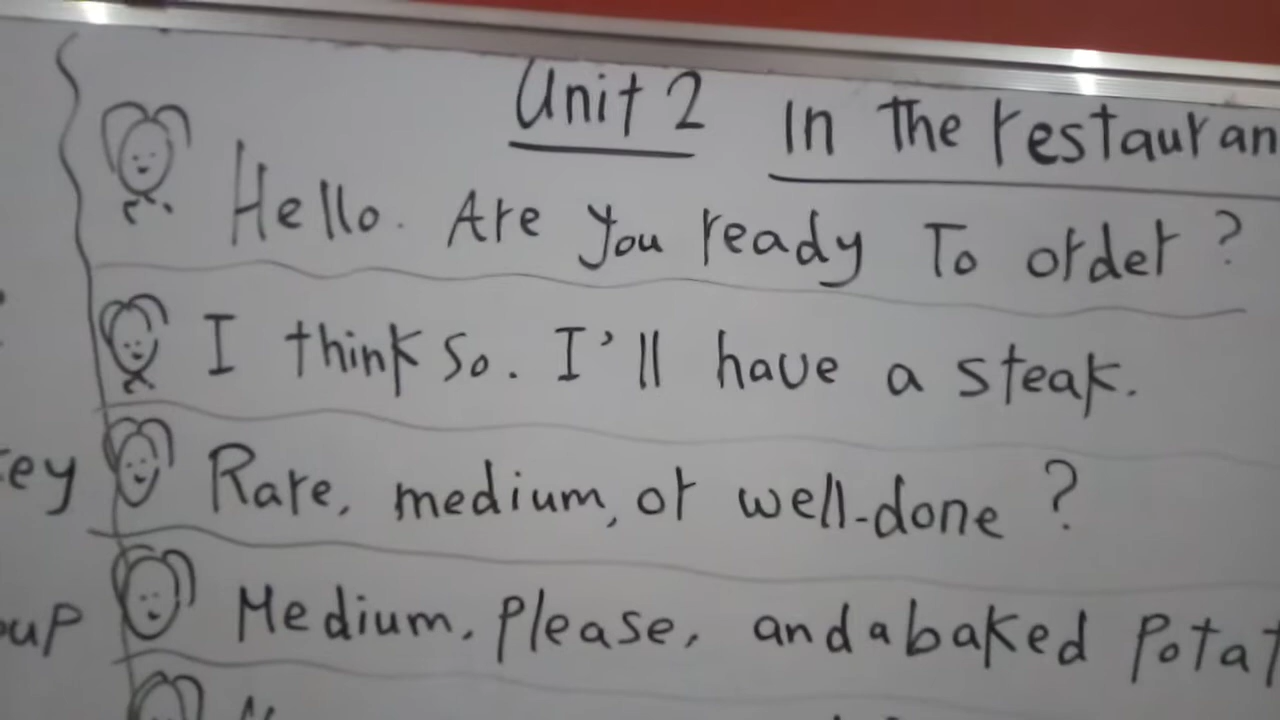 Unit 2 In the restauran
Hello. Are you ready To order?
I think so. I'll have a steak.
ey Rare, medium, or well-done?
oup Medium, please, and a baked potat